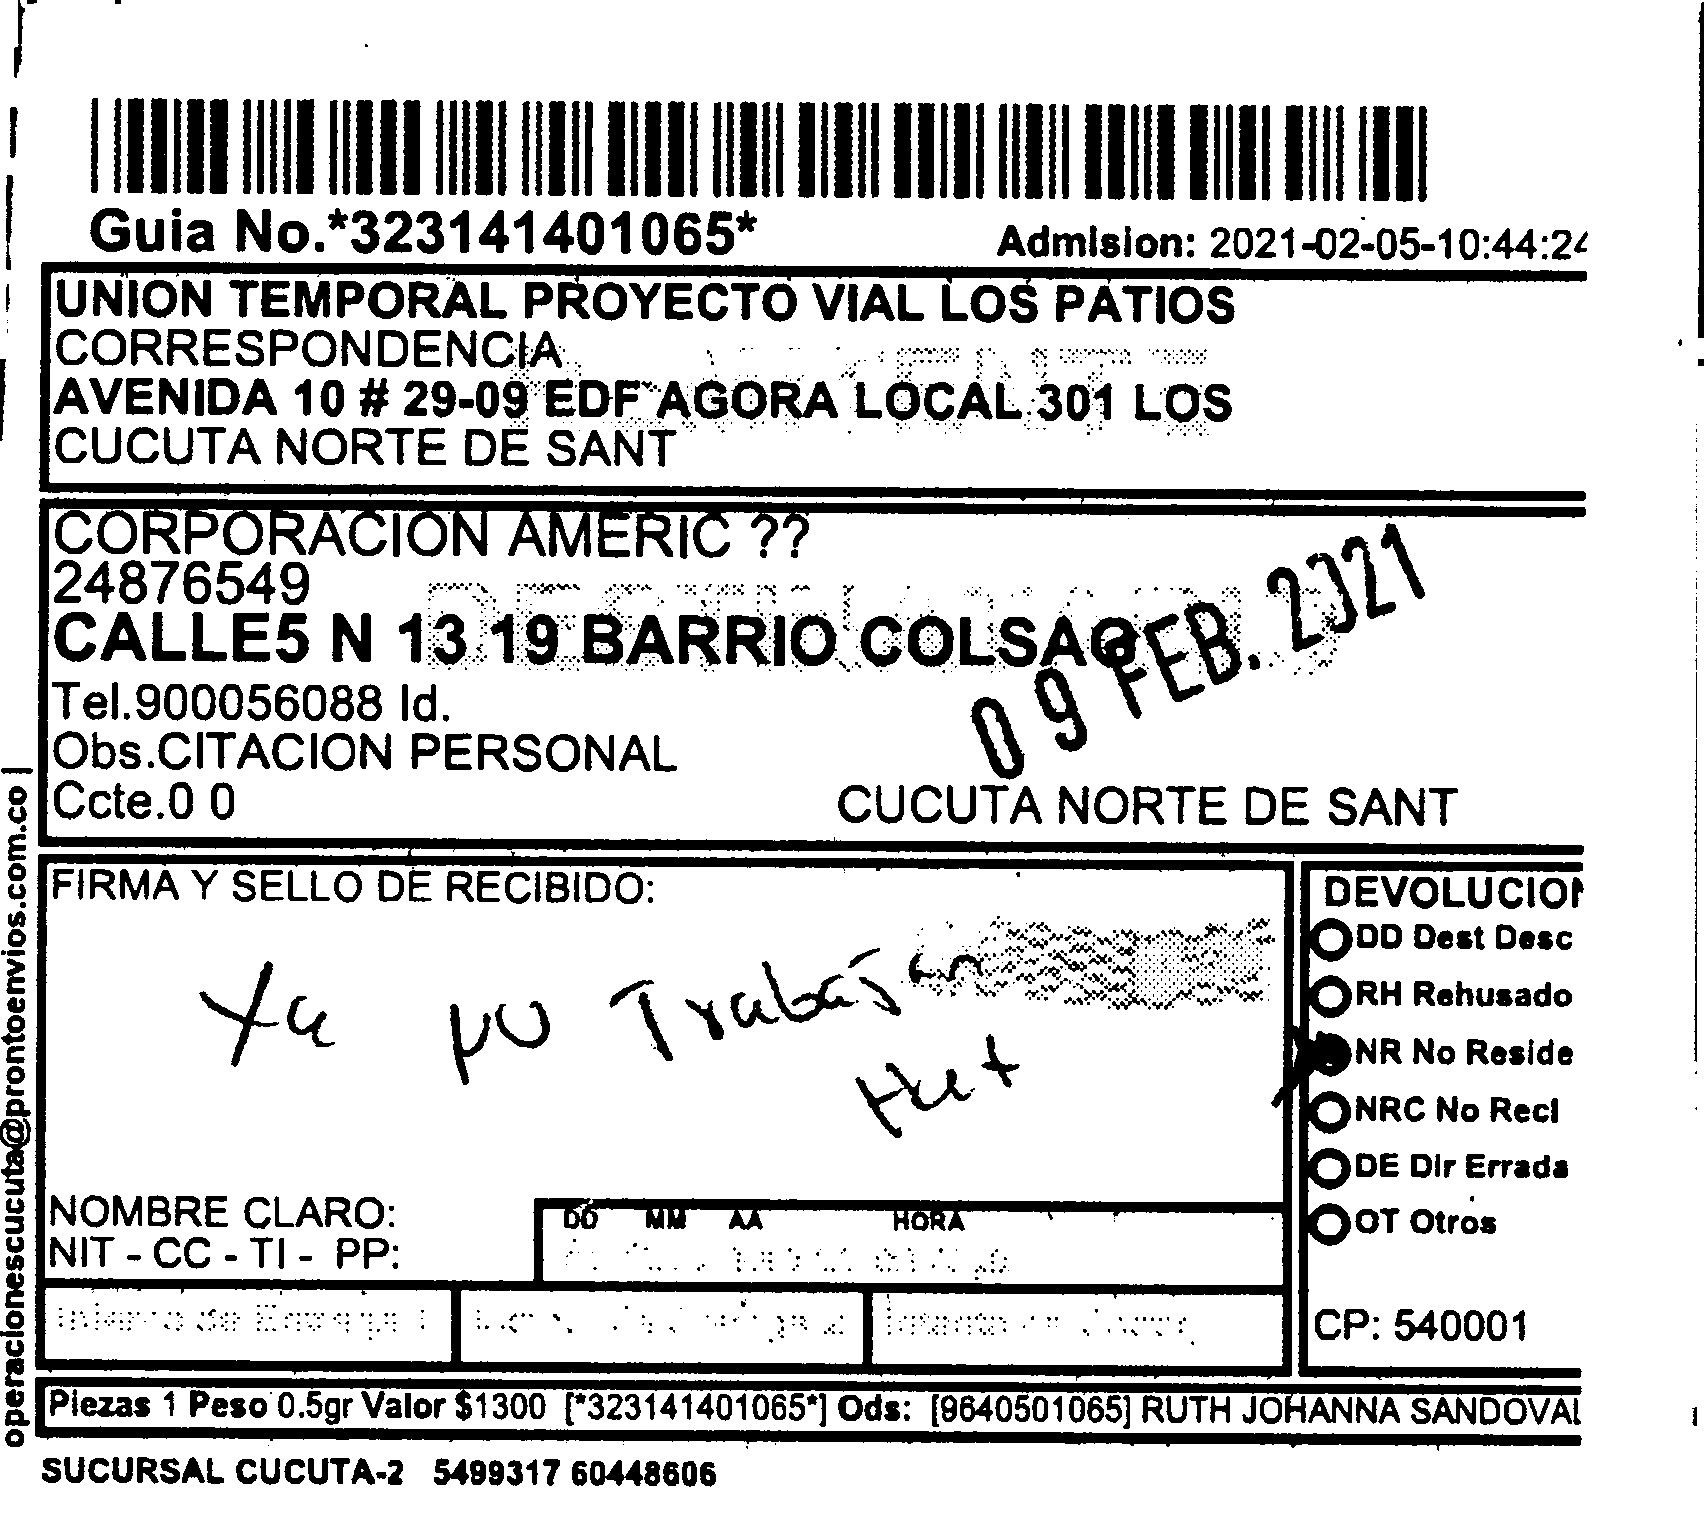 Guia No.*323141401065*
Admision: 2021-02-05-10:44:24
UNION TEMPORAL PROYECTO VIAL LOS PATIOS
CORRESPONDENCIA
AVENIDA 10 # 29-09 EDF AGORA LOCAL 301 LOS
CUCUTA NORTE DE SANT
CORPORACION AMERIC ??
24876549
CALLE5 N 13 19 BARRIO COLSAG
09 FEB. 2021
Tel.900056088 Id.
Obs.CITACION PERSONAL
Ccte.0 0
CUCUTA NORTE DE SANT
operacionescucuta@prontoenvios.com.co |
FIRMA Y SELLO DE RECIBIDO:
Ya no Trabajan
DEVOLUCION
DD Dest Desc
RH Rehusado
NR No Reside
NRC No Recl
DE Dir Errada
OT Otros
NOMBRE CLARO:
NIT - CC - TI - PP:
DD MM AA HORA
CP: 540001
Piezas 1 Peso 0.5gr Valor $1300 [*323141401065*] Ods: [9640501065] RUTH JOHANNA SANDOVAL
SUCURSAL CUCUTA-2 5499317 60448606